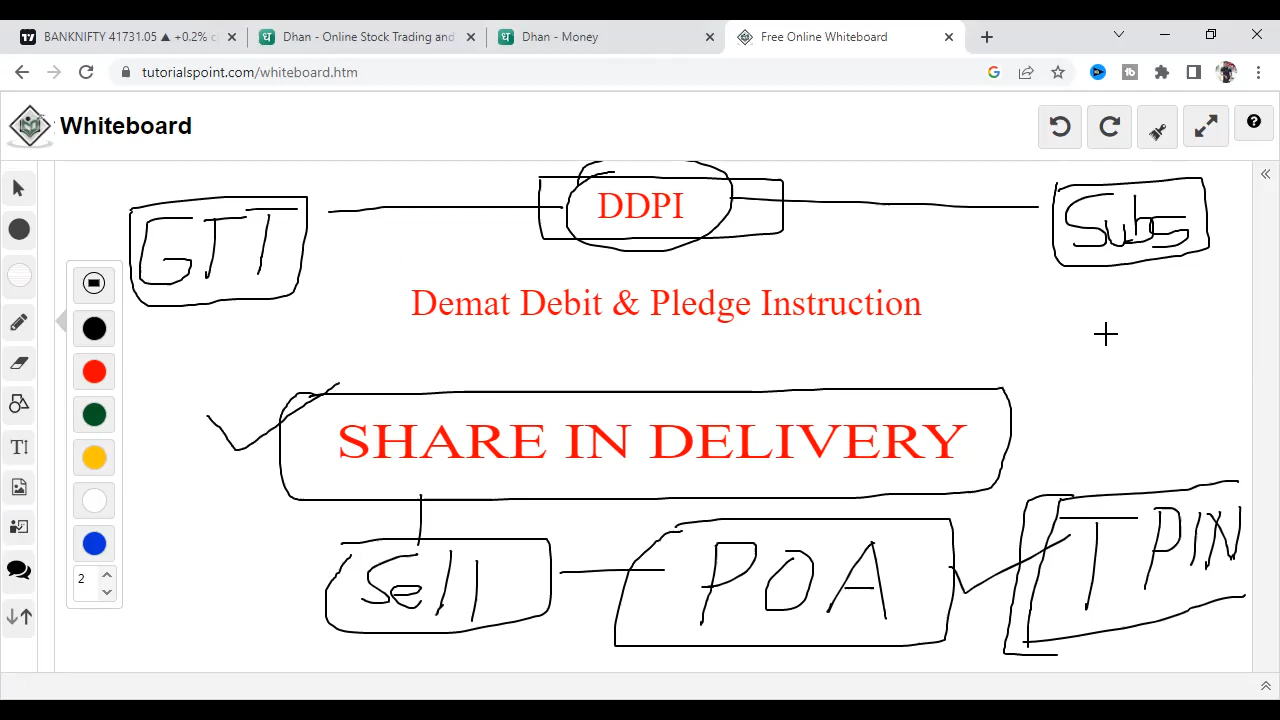 BANKNIFTY 41731.05 ▲ +0.2%
Dhan - Online Stock Trading and
Dhan - Money
Free Online Whiteboard
tutorialspoint.com/whiteboard.htm
Whiteboard
DDPI
GTT
Subs
Demat Debit & Pledge Instruction
SHARE IN DELIVERY
Sell
POA
TPIN
2